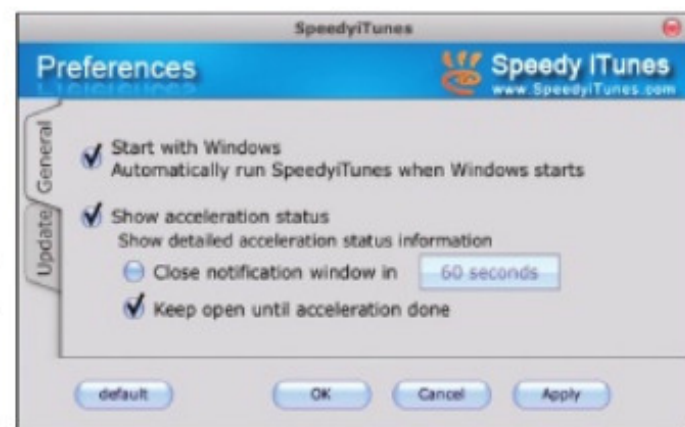 SpeedyiTunes
Preferences
Speedy iTunes
www.SpeedyiTunes.com
General
Update
Start with Windows
Automatically run SpeedyiTunes when Windows starts
Show acceleration status
Show detailed acceleration status information
Close notification window in 60 seconds
Keep open until acceleration done
default OK Cancel Apply